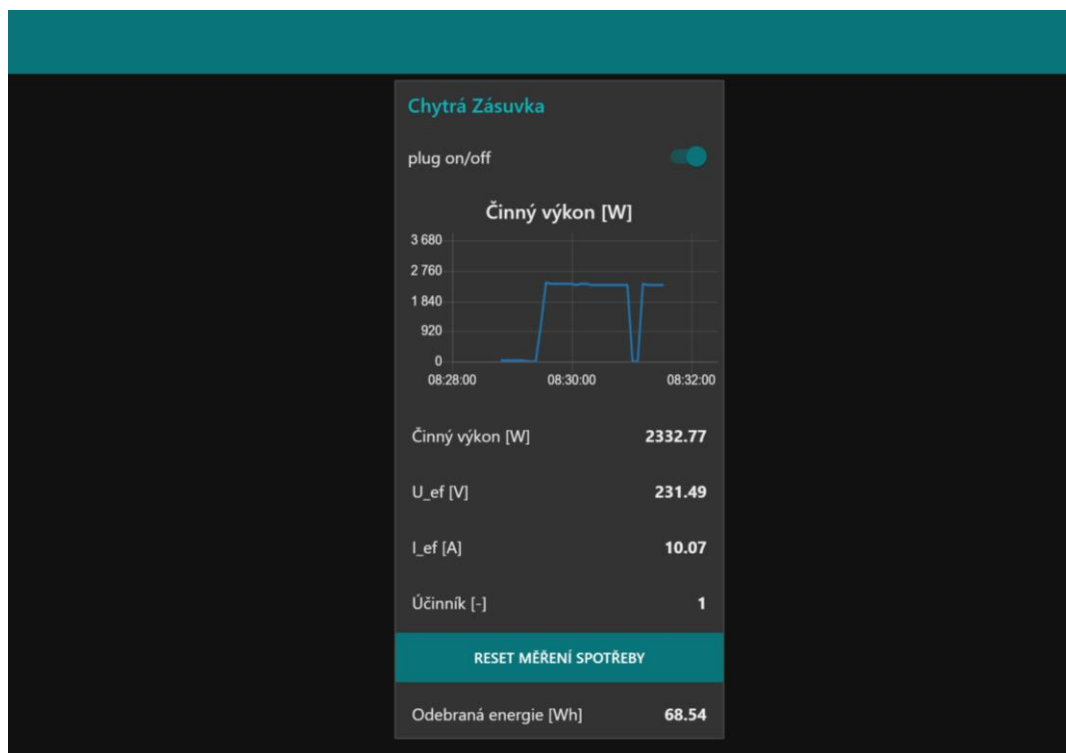 Chytrá Zásuvka
plug on/off
Činný výkon [W]
3 680
2 760
1 840
920
0
08:28:00 08:30:00 08:32:00
Činný výkon [W] 2332.77
U_ef [V] 231.49
I_ef [A] 10.07
Účinník [-] 1
RESET MĚŘENÍ SPOTŘEBY
Odebraná energie [Wh] 68.54